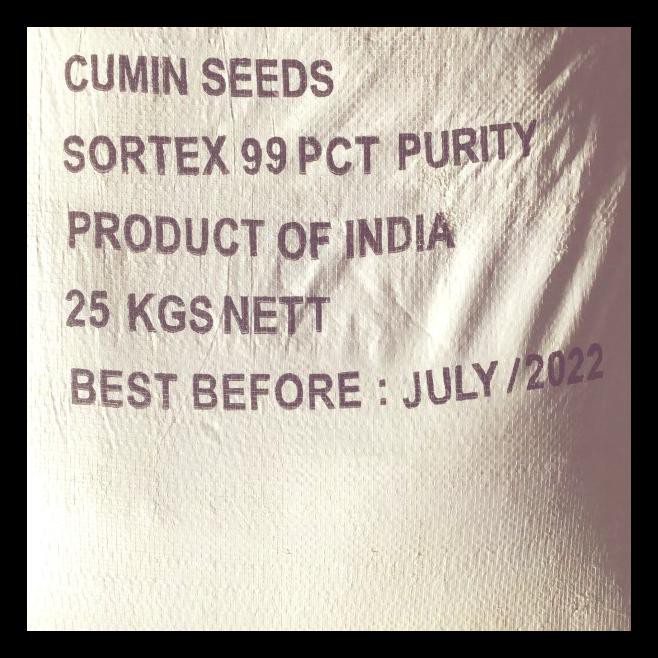 CUMIN SEEDS
SORTEX 99 PCT PURITY
PRODUCT OF INDIA
25 KGS NETT
BEST BEFORE : JULY / 2022